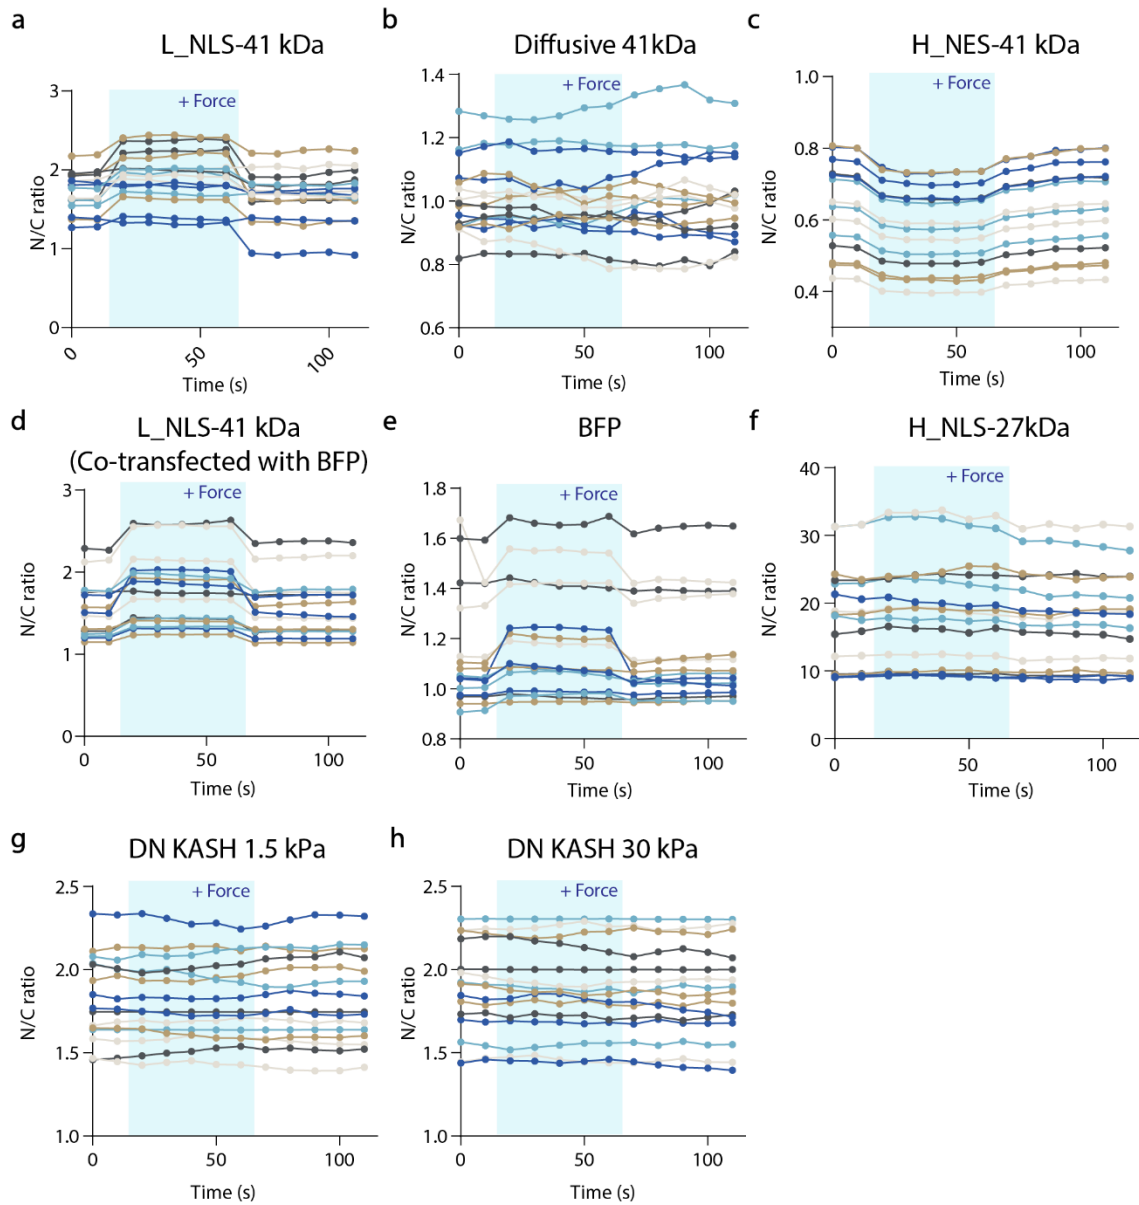 a
L_NLS-41 kDa
+ Force
N/C ratio
3
2
1
0
0
50
100
Time (s)
b
Diffusive 41kDa
+ Force
N/C ratio
1.4
1.2
1.0
0.8
0.6
0
50
100
Time (s)
c
H_NES-41 kDa
+ Force
N/C ratio
1.0
0.8
0.6
0.4
0
50
100
Time (s)
d
L_NLS-41 kDa
(Co-transfected with BFP)
+ Force
N/C ratio
3
2
1
0
0
50
100
Time (s)
e
BFP
+ Force
N/C ratio
1.8
1.6
1.4
1.2
1.0
0.8
0
50
100
Time (s)
f
H_NLS-27kDa
+ Force
N/C ratio
40
30
20
10
0
0
50
100
Time (s)
g
DN KASH 1.5 kPa
+ Force
N/C ratio
2.5
2.0
1.5
1.0
0
50
100
Time (s)
h
DN KASH 30 kPa
+ Force
N/C ratio
2.5
2.0
1.5
1.0
0
50
100
Time (s)